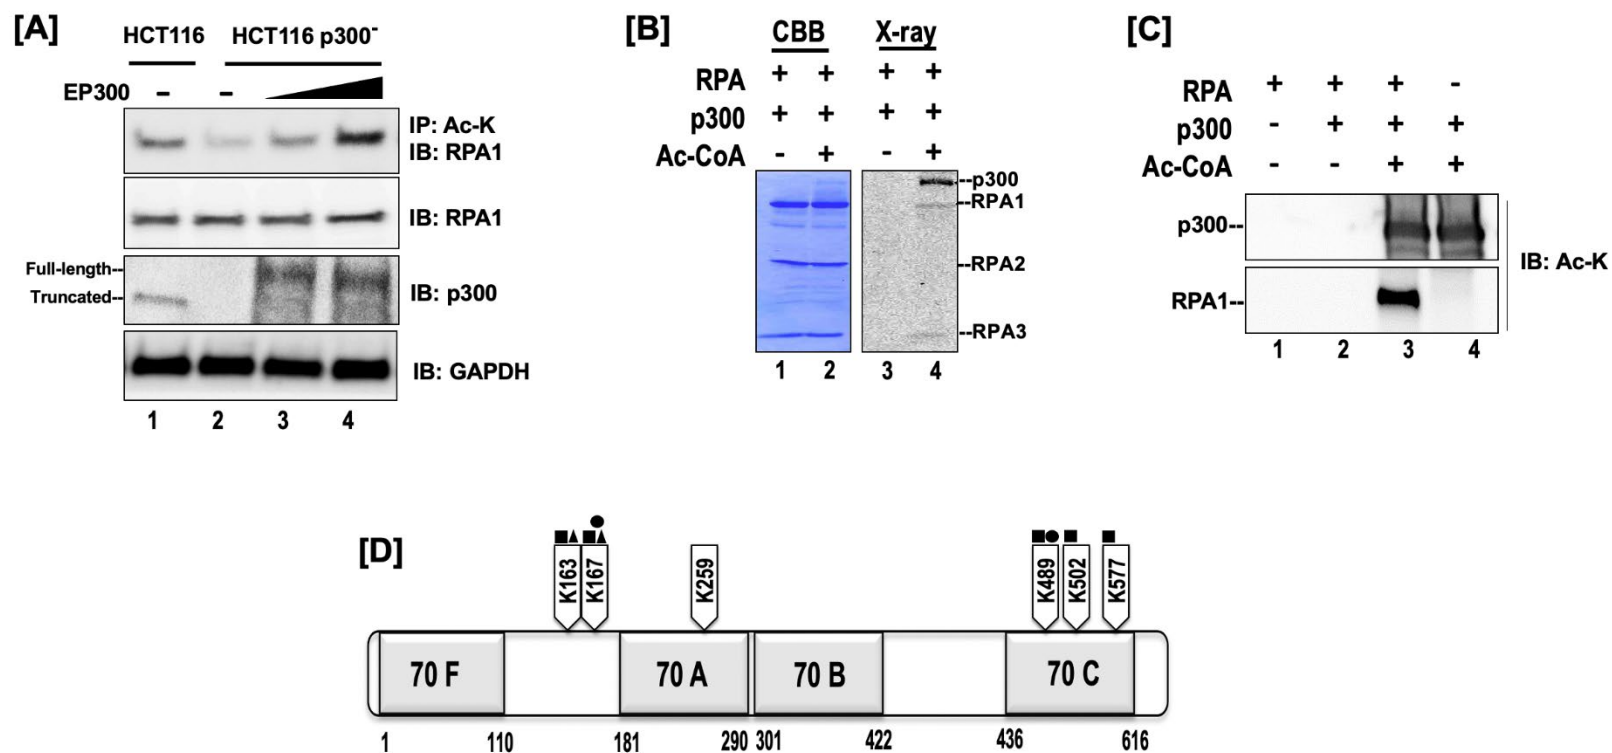 [A]
HCT116 HCT116 p300-
EP300 - -
IP: Ac-K
IB: RPA1
IB: RPA1
Full-length--
Truncated--
IB: p300
IB: GAPDH
1 2 3 4
[B]
CBB X-ray
RPA + + + +
p300 + + + +
Ac-CoA - + - +
--p300
--RPA1
--RPA2
--RPA3
1 2 3 4
[C]
RPA + + + -
p300 - + + +
Ac-CoA - - + +
p300--
RPA1--
IB: Ac-K
1 2 3 4
[D]
K163 K167 K259 K489 K502 K577
70 F 70 A 70 B 70 C
1 110 181 290 301 422 436 616